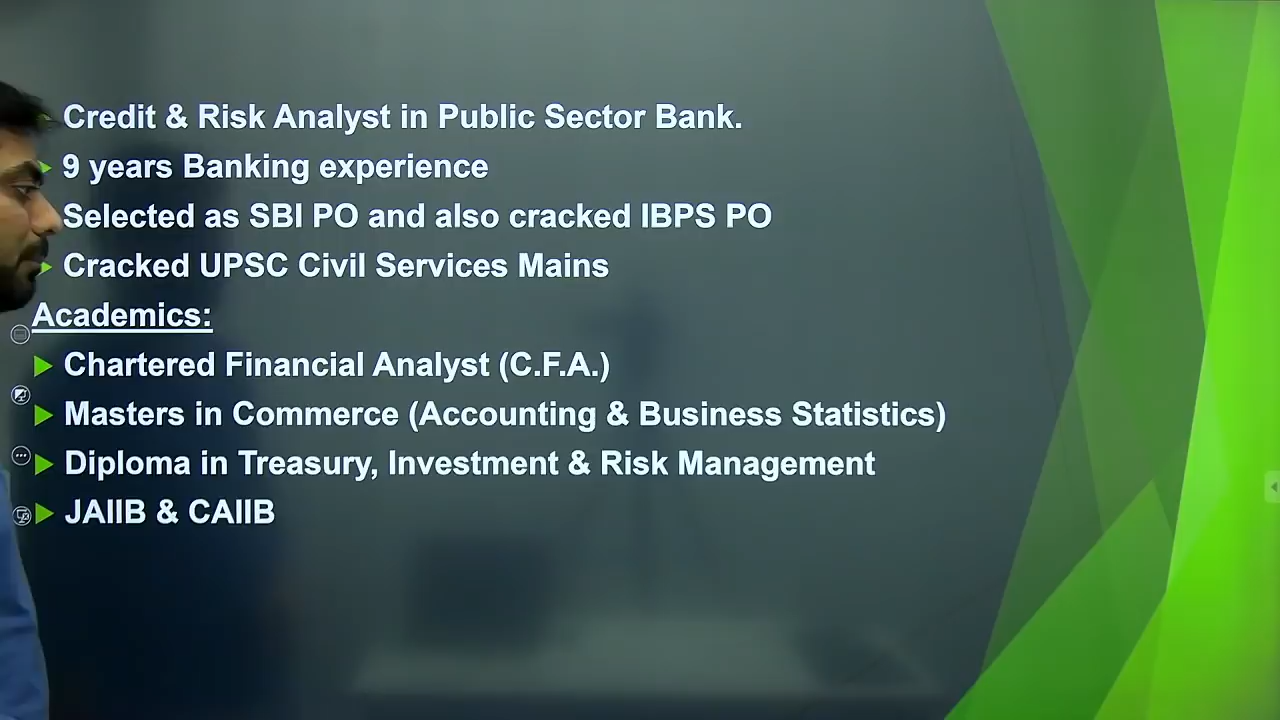 Credit & Risk Analyst in Public Sector Bank.
9 years Banking experience
Selected as SBI PO and also cracked IBPS PO
Cracked UPSC Civil Services Mains
Academics:
Chartered Financial Analyst (C.F.A.)
Masters in Commerce (Accounting & Business Statistics)
Diploma in Treasury, Investment & Risk Management
JAIIB & CAIIB